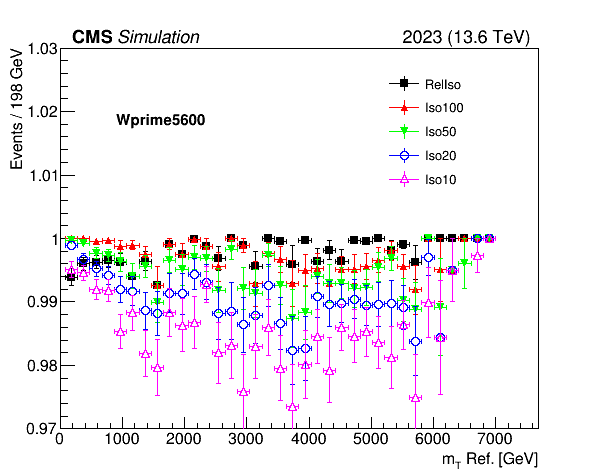 CMS Simulation 2023 (13.6 TeV)
Events / 198 GeV
1.03
1.02
1.01
1
0.99
0.98
0.97
Wprime5600
RelIso
Iso100
Iso50
Iso20
Iso10
0 1000 2000 3000 4000 5000 6000 7000
m_T Ref. [GeV]